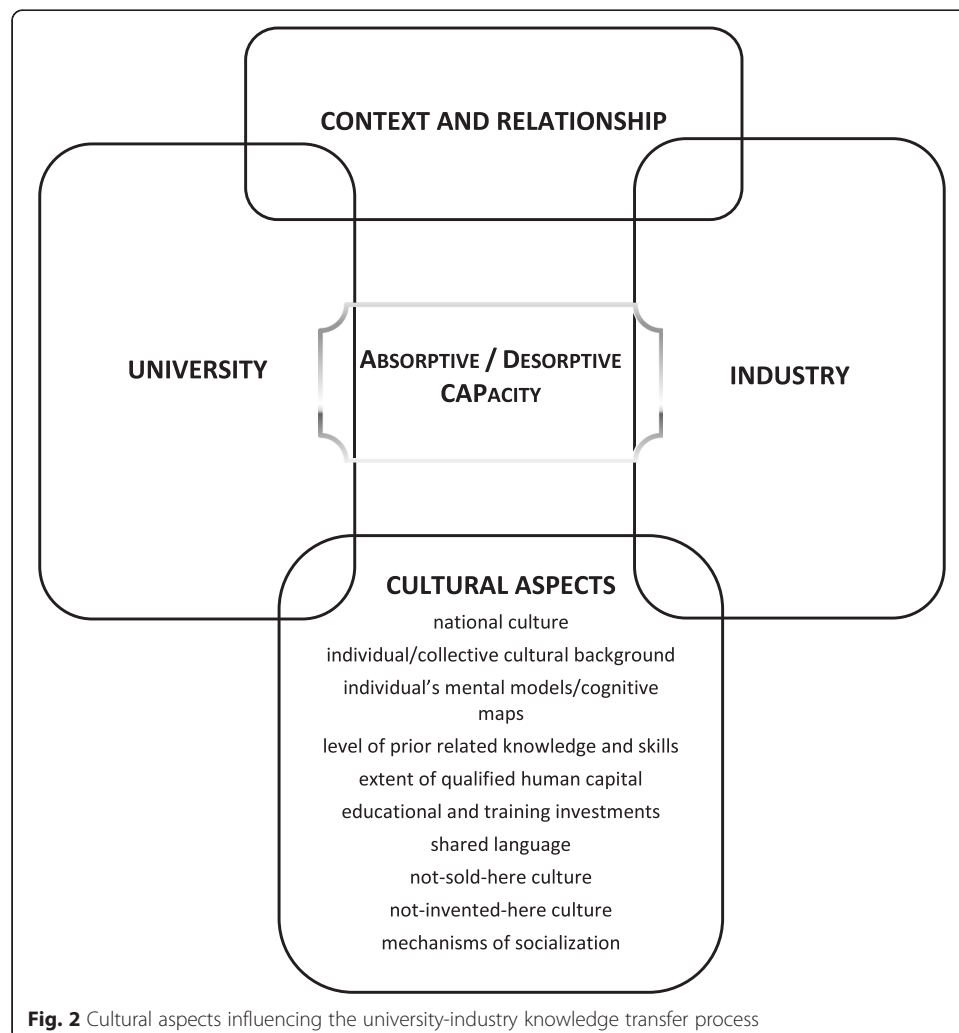 CONTEXT AND RELATIONSHIP
UNIVERSITY
ABSORPTIVE / DESORPTIVE
CAPACITY
INDUSTRY
CULTURAL ASPECTS
national culture
individual/collective cultural background
individual's mental models/cognitive
maps
level of prior related knowledge and skills
extent of qualified human capital
educational and training investments
shared language
not-sold-here culture
not-invented-here culture
mechanisms of socialization
Fig. 2 Cultural aspects influencing the university-industry knowledge transfer process